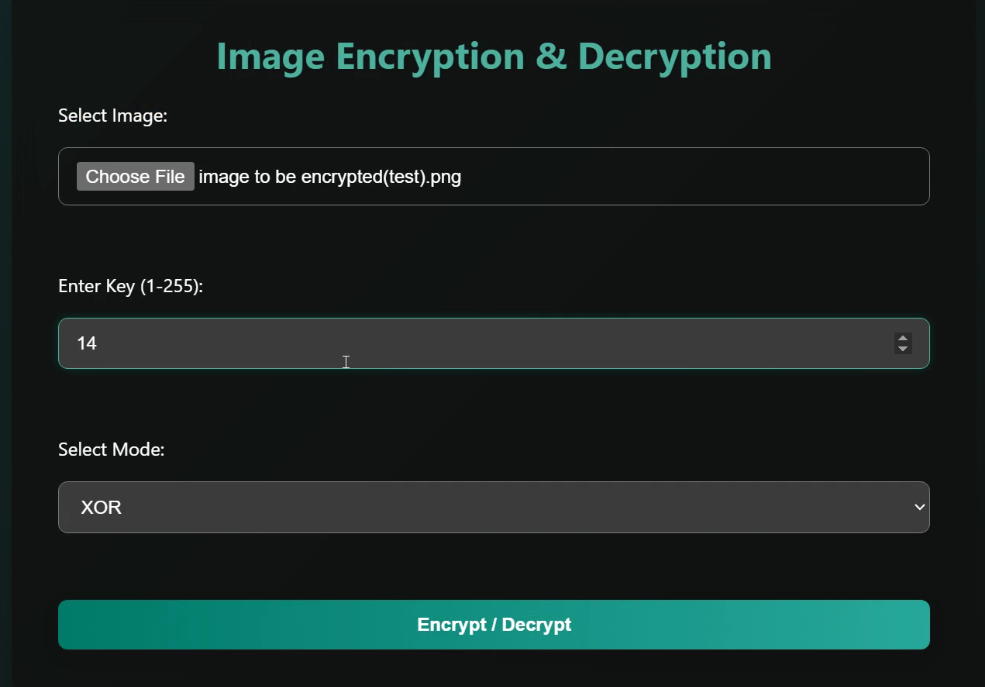 Image Encryption & Decryption
Select Image:
Choose File image to be encrypted(test).png
Enter Key (1-255):
14
Select Mode:
XOR
Encrypt / Decrypt